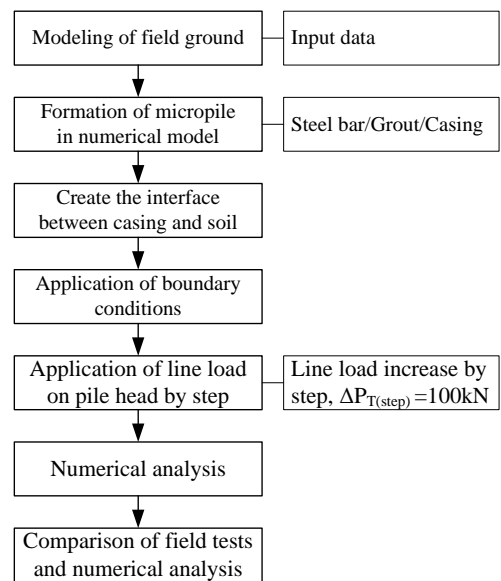 Modeling of field ground
Input data
Formation of micropile
in numerical model
Steel bar/Grout/Casing
Create the interface
between casing and soil
Application of boundary
conditions
Application of line load
on pile head by step
Line load increase by
step, ΔP_T(step) =100kN
Numerical analysis
Comparison of field tests
and numerical analysis